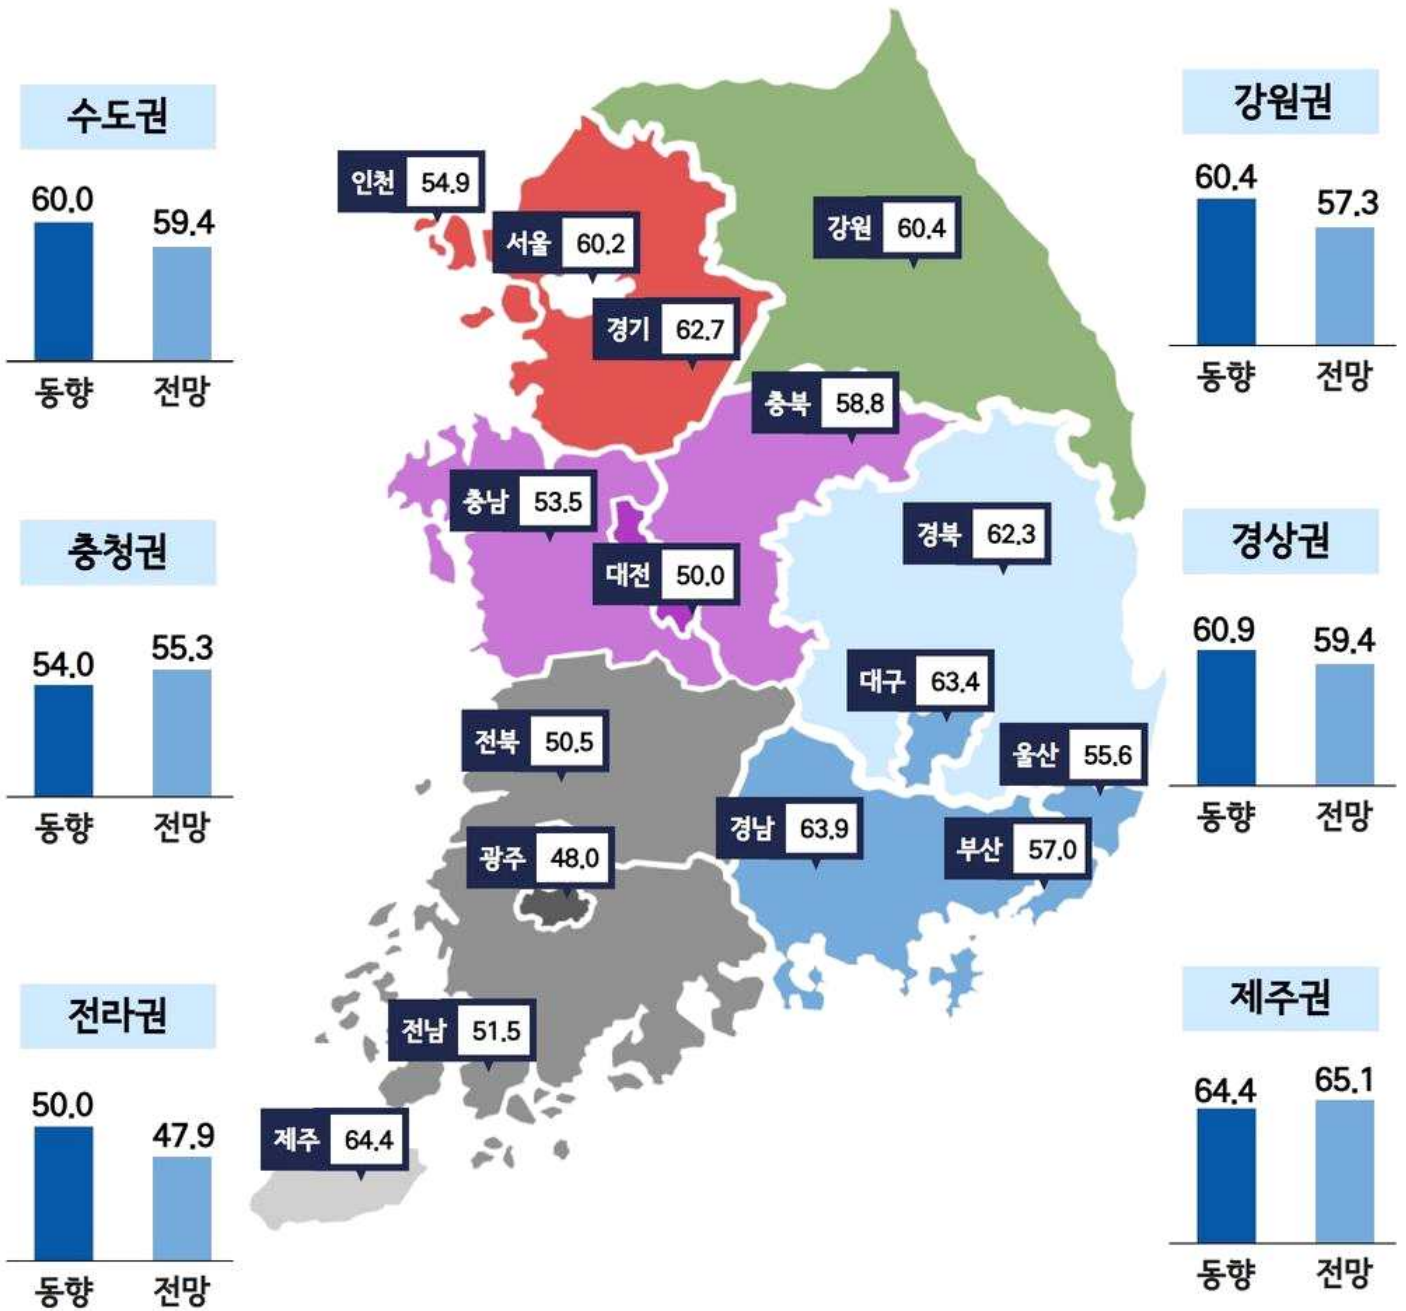 수도권
60.0
59.4
동향 전망
충청권
54.0
55.3
동향 전망
전라권
50.0
47.9
동향 전망
인천 54.9
서울 60.2
경기 62.7
강원 60.4
충북 58.8
충남 53.5
대전 50.0
경북 62.3
대구 63.4
전북 50.5
울산 55.6
경남 63.9
부산 57.0
광주 48.0
전남 51.5
제주 64.4
강원권
60.4
57.3
동향 전망
경상권
60.9
59.4
동향 전망
제주권
64.4
65.1
동향 전망